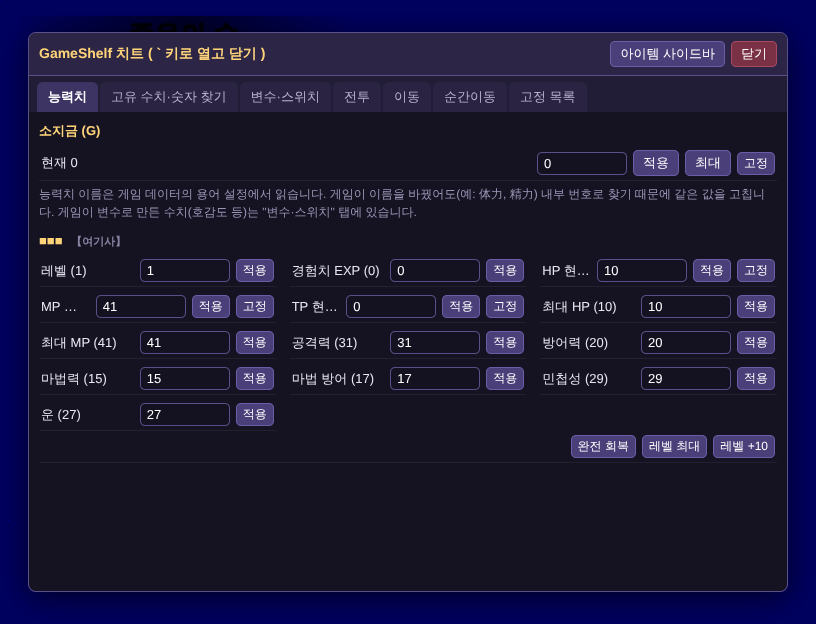 GameShelf 치트 ( ` 키로 열고 닫기 )
아이템 사이드바 닫기
능력치 고유 수치·숫자 찾기 변수·스위치 전투 이동 순간이동 고정 목록
소지금 (G)
현재 0 0 적용 최대 고정
능력치 이름은 게임 데이터의 용어 설정에서 읽습니다. 게임이 이름을 바꿨어도(예: 体力, 精力) 내부 번호로 찾기 때문에 같은 값을 고칩니
다. 게임이 변수로 만든 수치(호감도 등)는 "변수·스위치" 탭에 있습니다.
■■■ 【여기사】
레벨 (1) 1 적용 경험치 EXP (0) 0 적용 HP 현… 10 적용 고정
MP … 41 적용 고정 TP 현… 0 적용 고정 최대 HP (10) 10 적용
최대 MP (41) 41 적용 공격력 (31) 31 적용 방어력 (20) 20 적용
마법력 (15) 15 적용 마법 방어 (17) 17 적용 민첩성 (29) 29 적용
운 (27) 27 적용
완전 회복 레벨 최대 레벨 +10